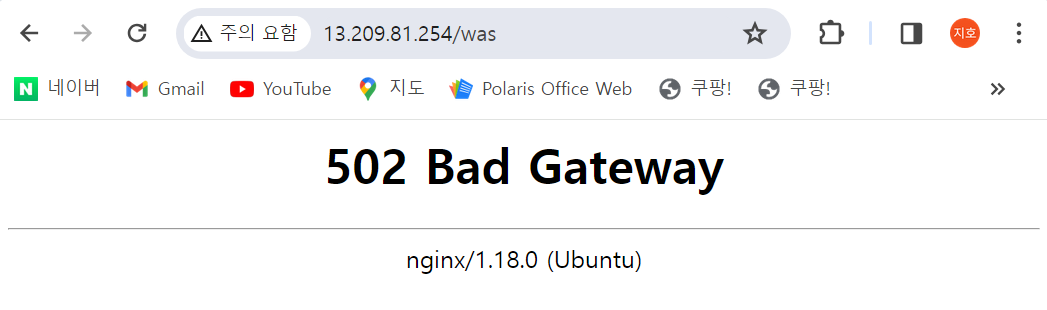 주의 요함 13.209.81.254/was 지호
N 네이버 Gmail YouTube 지도 Polaris Office Web 쿠팡! 쿠팡! »
502 Bad Gateway
nginx/1.18.0 (Ubuntu)